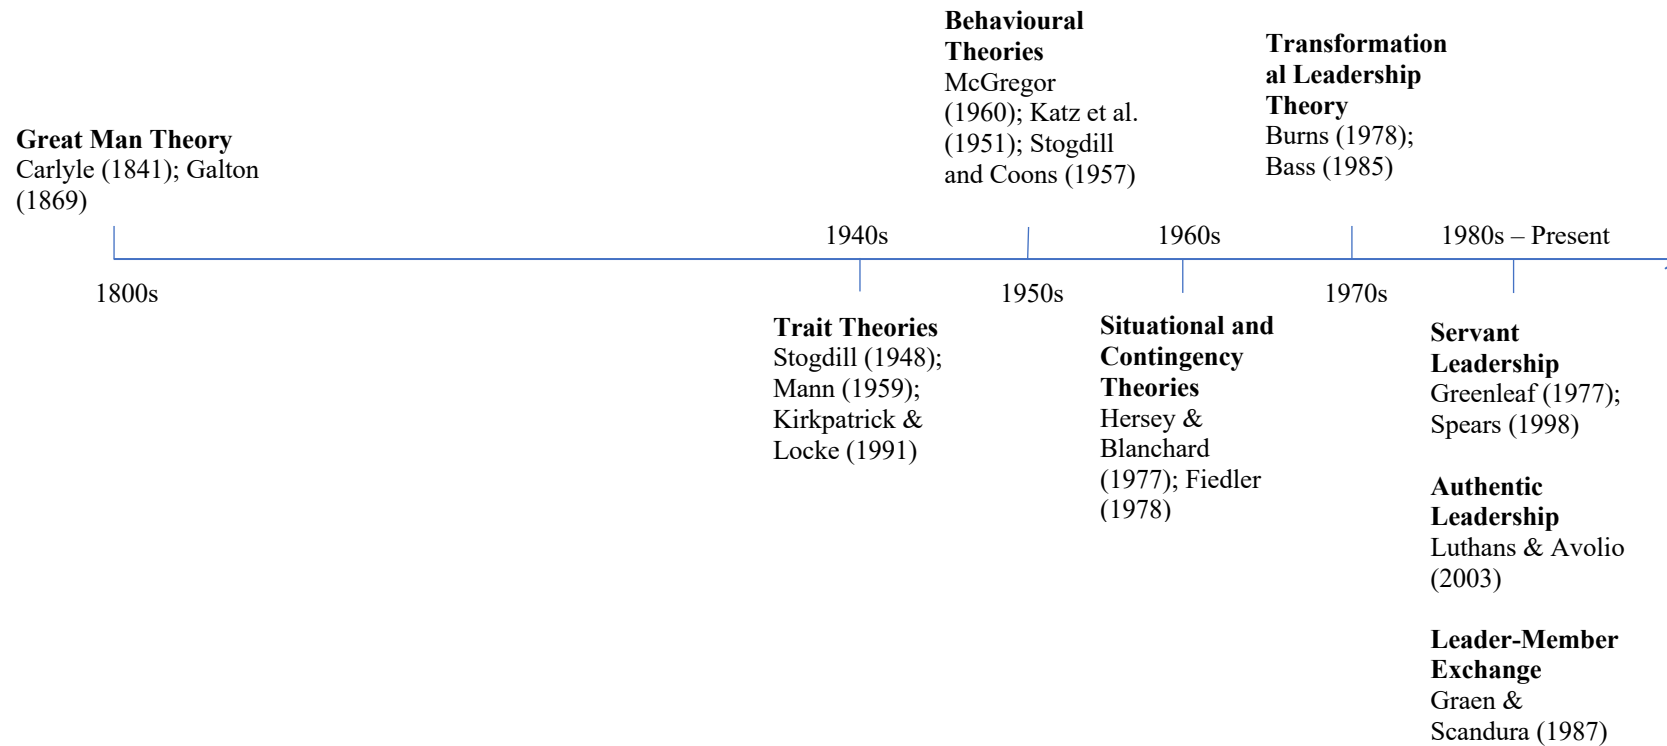 Great Man Theory
Carlyle (1841); Galton
(1869)
1800s
1940s
Trait Theories
Stogdill (1948);
Mann (1959);
Kirkpatrick &
Locke (1991)
Behavioural
Theories
McGregor
(1960); Katz et al.
(1951); Stogdill
and Coons (1957)
1950s
1960s
Situational and
Contingency
Theories
Hersey &
Blanchard
(1977); Fiedler
(1978)
Transformation
al Leadership
Theory
Burns (1978);
Bass (1985)
1970s
1980s – Present
Servant
Leadership
Greenleaf (1977);
Spears (1998)
Authentic
Leadership
Luthans & Avolio
(2003)
Leader-Member
Exchange
Graen &
Scandura (1987)